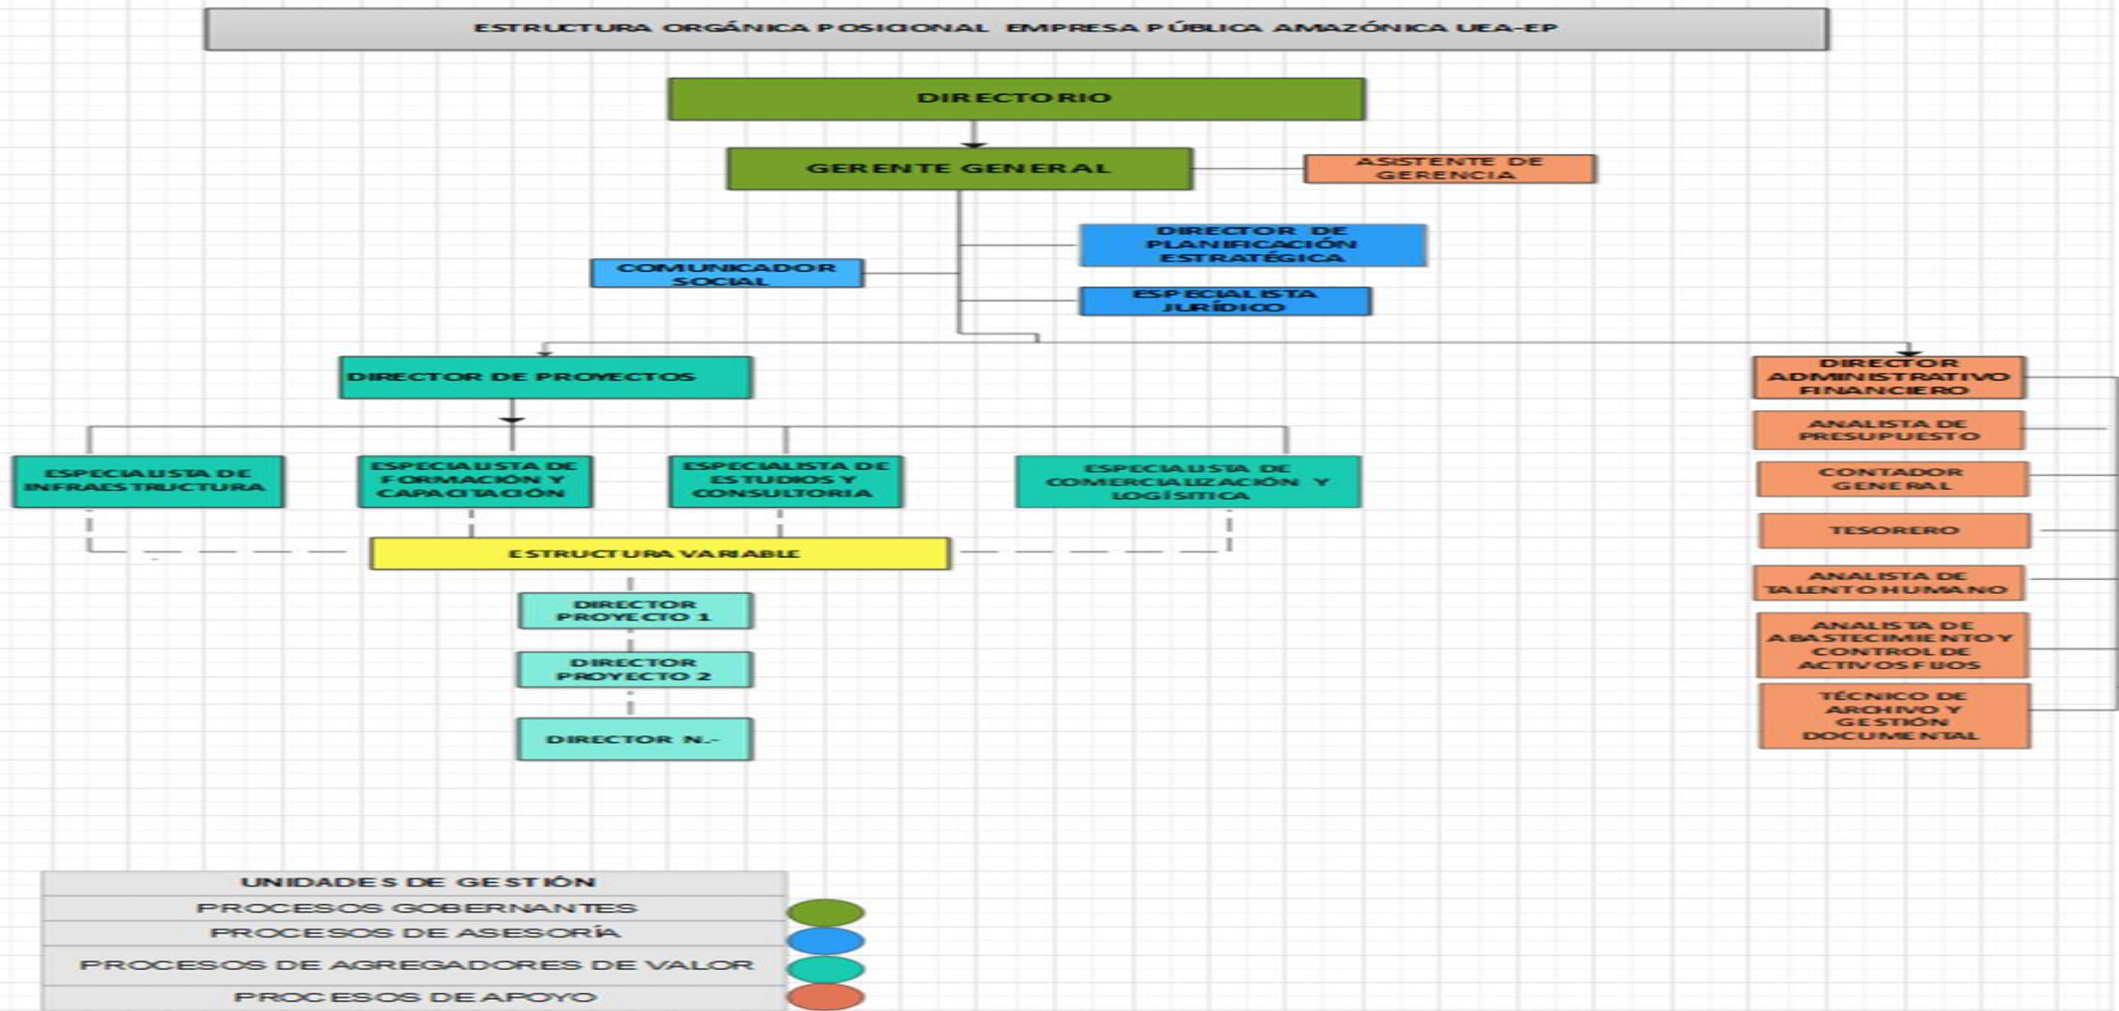 ESTRUCTURA ORGÁNICA POSICIONAL EMPRESA PÚBLICA AMAZÓNICA UEA-EP
DIRECTORIO
GERENTE GENERAL
ASISTENTE DE
GERENCIA
DIRECTOR DE
PLANIFICACIÓN
ESTRATÉGICA
COMUNICADOR
SOCIAL
ESPECIALISTA
JURÍDICO
DIRECTOR DE PROYECTOS
DIRECTOR
ADMINISTRATIVO
FINANCIERO
ANALISTA DE
PRESUPUESTO
CONTADOR
GENERAL
TESORERO
ANALISTA DE
TALENTO HUMANO
ANALISTA DE
ABASTECIMIENTO Y
CONTROL DE
ACTIVOS FIJOS
TÉCNICO DE
ARCHIVO Y
GESTIÓN
DOCUMENTAL
ESPECIALISTA DE
INFRAESTRUCTURA
ESPECIALISTA DE
FORMACIÓN Y
CAPACITACIÓN
ESPECIALISTA DE
ESTUDIOS Y
CONSULTORIA
ESPECIALISTA DE
COMERCIALIZACIÓN Y
LOGÍSITICA
ESTRUCTURA VARIABLE
DIRECTOR
PROYECTO 1
DIRECTOR
PROYECTO 2
DIRECTOR N.-
UNIDADES DE GESTIÓN
PROCESOS GOBERNANTES
PROCESOS DE ASESORÍA
PROCESOS DE AGREGADORES DE VALOR
PROCESOS DE APOYO